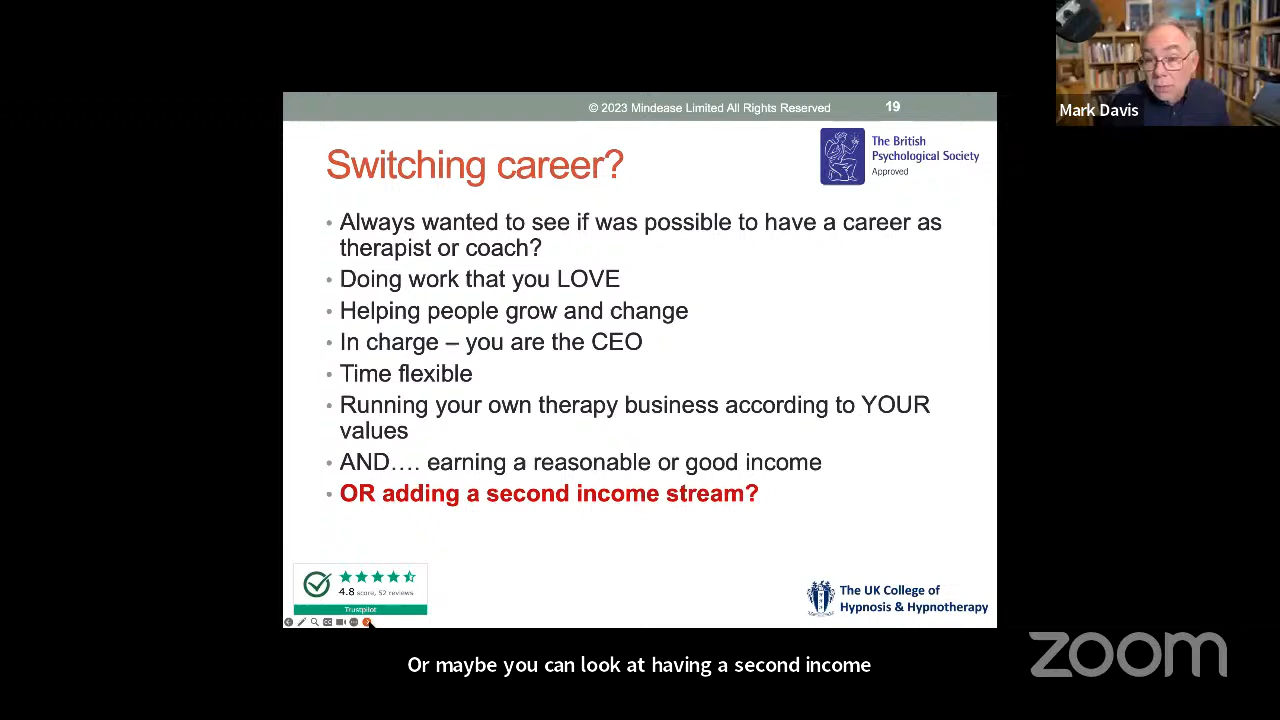 © 2023 Mindease Limited All Rights Reserved 19
Mark Davis
Switching career?
The British
Psychological Society
Approved
• Always wanted to see if was possible to have a career as
therapist or coach?
• Doing work that you LOVE
• Helping people grow and change
• In charge – you are the CEO
• Time flexible
• Running your own therapy business according to YOUR
values
• AND…. earning a reasonable or good income
• OR adding a second income stream?
4.8 score, 52 reviews
Trustpilot
The UK College of
Hypnosis & Hypnotherapy
Or maybe you can look at having a second income
zoom